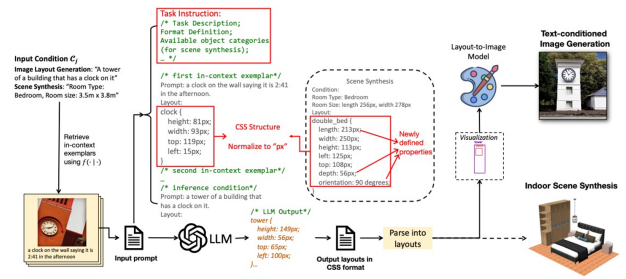 Input Condition C_j
Image Layout Generation: "A tower
of a building that has a clock on it"
Scene Synthesis: "Room Type:
Bedroom, Room size: 3.5m x 3.8m"
Retrieve
in-context
exemplars
using f(· | ·)
a clock on the wall saying it is
2:41 in the afternoon
Input prompt
Task Instruction:
/* Task Description;
Format Definition;
Available object categories
{for scene synthesis};
… */
/* first in-context exemplar*/
Prompt: a clock on the wall saying it is 2:41
in the afternoon.
Layout:
clock {
height: 81px;
width: 93px;
top: 119px;
left: 15px;
}
/* second in-context exemplar*/
…
/* inference condition*/
Prompt: a tower of a building that
has a clock on it.
Layout:
CSS Structure
Normalize to "px"
Scene Synthesis
Condition:
Room Type: Bedroom
Room Size: length 256px, width 278px
Layout:
double_bed {
length: 213px;
width: 250px;
height: 113px;
left: 125px;
top: 108px;
depth: 56px;
orientation: 90 degrees;
}
Newly
defined
properties
LLM
/* LLM Output*/
tower {
height: 149px;
width: 56px;
top: 65px;
left: 100px;
}…
Output layouts in
CSS format
Parse into
layouts
Visualization
Layout-to-Image
Model
Text-conditioned
Image Generation
Indoor Scene Synthesis